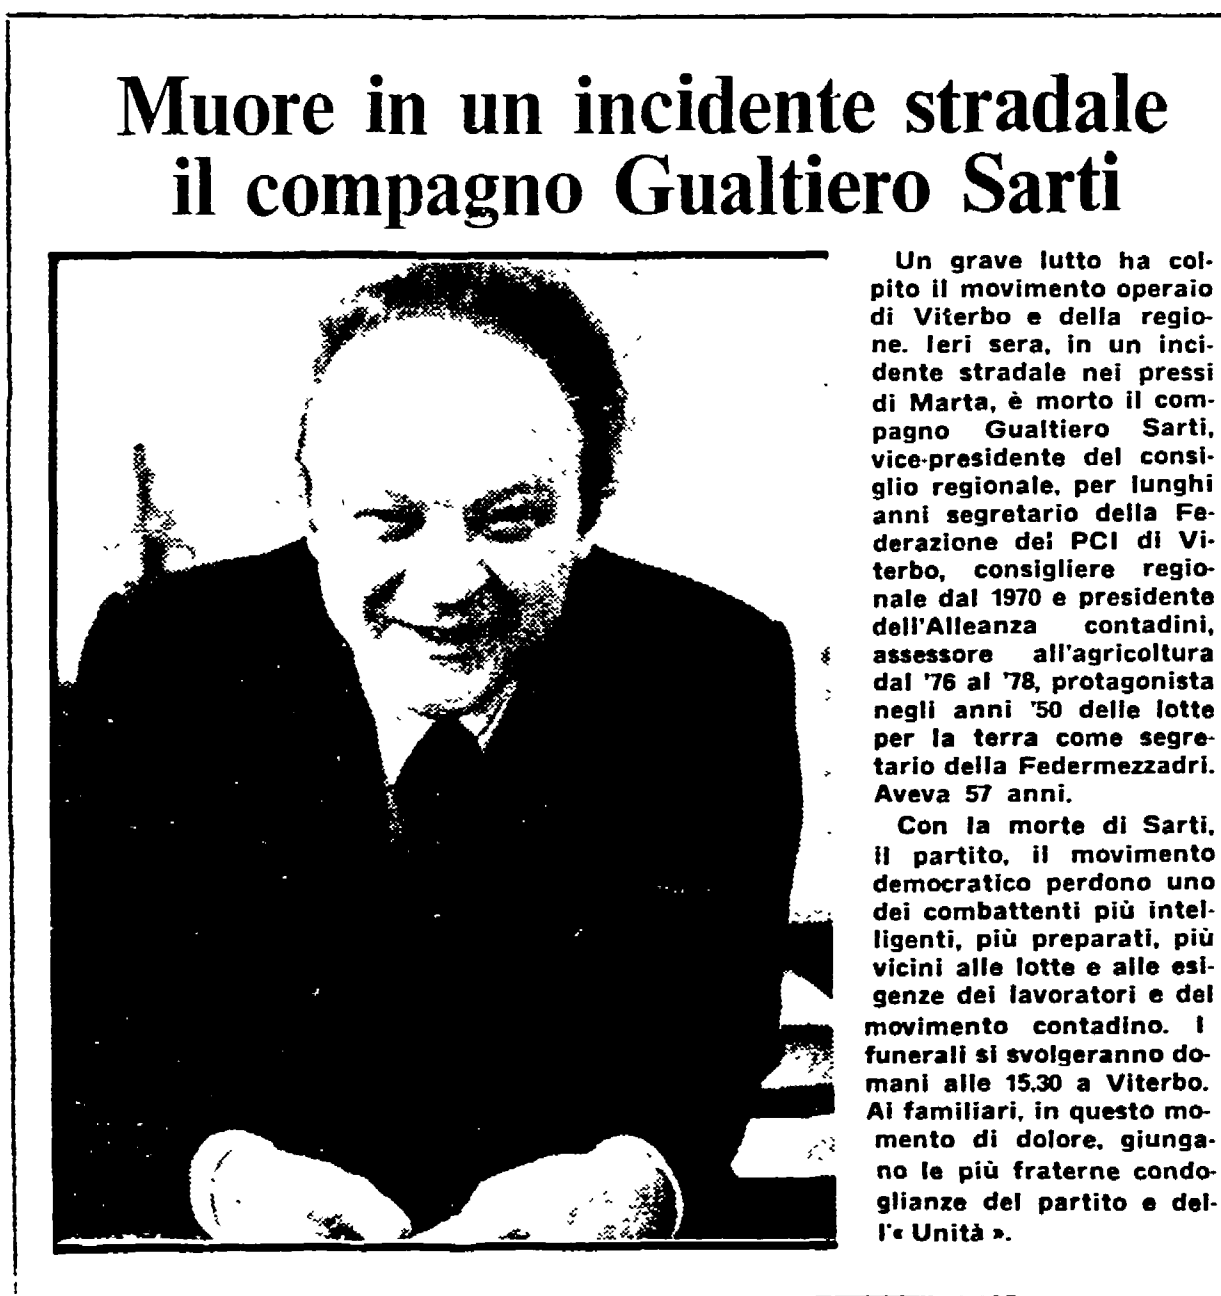 Muore in un incidente stradale
il compagno Gualtiero Sarti
Un grave lutto ha col-
pito il movimento operaio
di Viterbo e della regio-
ne. Ieri sera, in un inci-
dente stradale nei pressi
di Marta, è morto il com-
pagno Gualtiero Sarti,
vice-presidente del consi-
glio regionale, per lunghi
anni segretario della Fe-
derazione del PCI di Vi-
terbo, consigliere regio-
nale dal 1970 e presidente
dell'Alleanza contadini,
assessore all'agricoltura
dal '76 al '78, protagonista
negli anni '50 delle lotte
per la terra come segre-
tario della Federmezzadri.
Aveva 57 anni.
Con la morte di Sarti,
il partito, il movimento
democratico perdono uno
dei combattenti più intel-
ligenti, più preparati, più
vicini alle lotte e alle esi-
genze dei lavoratori e del
movimento contadino. I
funerali si svolgeranno do-
mani alle 15.30 a Viterbo.
Ai familiari, in questo mo-
mento di dolore, giunga-
no le più fraterne condo-
glianze del partito e del-
l'« Unità ».